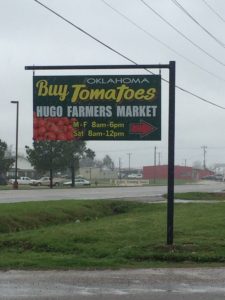 OKLAHOMA
Buy Tomatoes
HUGO FARMERS MARKET
M-F 8am-6pm
Sat 8am-12pm